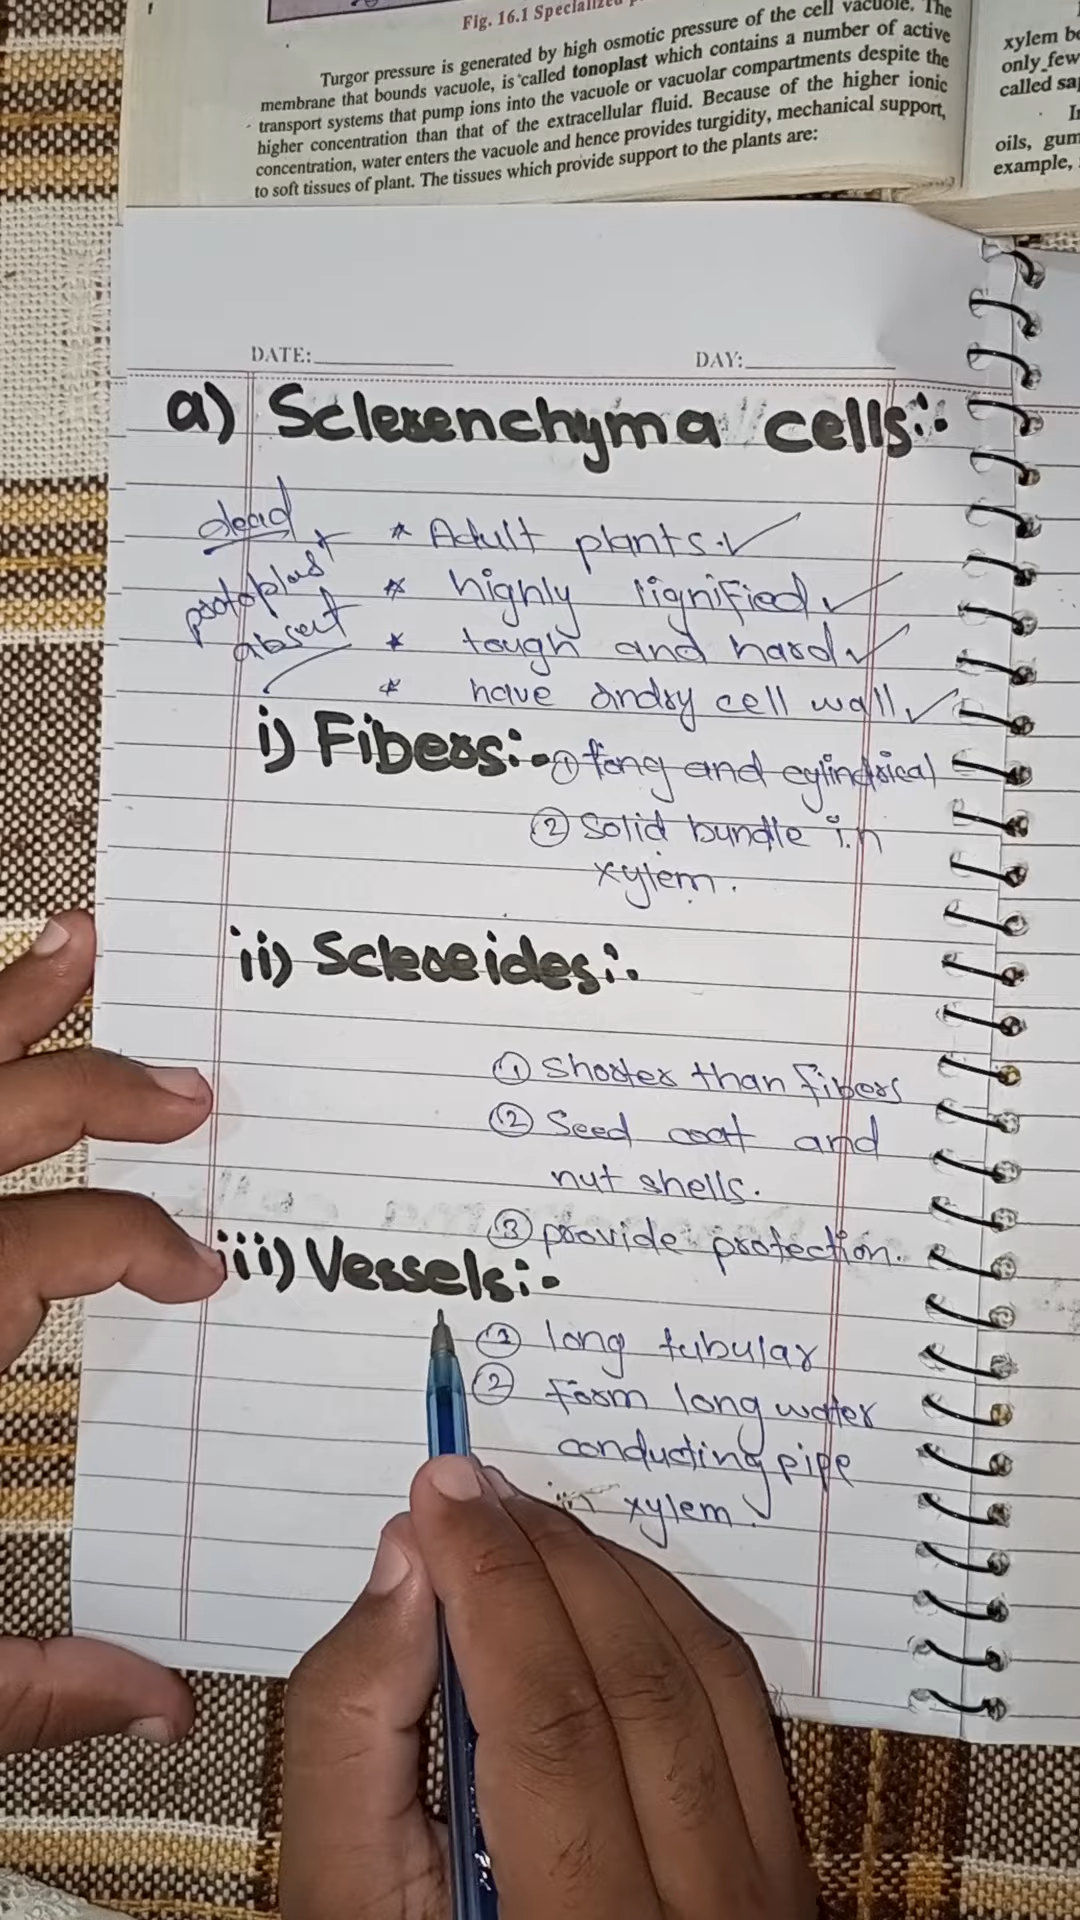 Fig. 16.1 Specialized
Turgor pressure is generated by high osmotic pressure of the cell vacuole. The
membrane that bounds vacuole, is called tonoplast which contains a number of active
transport systems that pump ions into the vacuole or vacuolar compartments despite the
higher concentration than that of the extracellular fluid. Because of the higher ionic
concentration, water enters the vacuole and hence provides turgidity, mechanical support,
to soft tissues of plant. The tissues which provide support to the plants are:
xylem be
only few
called sap
In
oils, gum
example,
DATE: DAY:
a) Sclerenchyma cells:-
dead * Adult plants.✓
protoplast * highly lignified ✓
absent * tough and hard ✓
* have andry cell wall ✓
i) Fibers:- ① long and cylindrical
② Solid bundle in
xylem.
ii) Sclereides:-
① Shorter than fibers
② Seed coat and
nut shells.
③ provide protection.
iii) Vessels:-
① long tubular
② form long water
conducting pipe
in xylem.